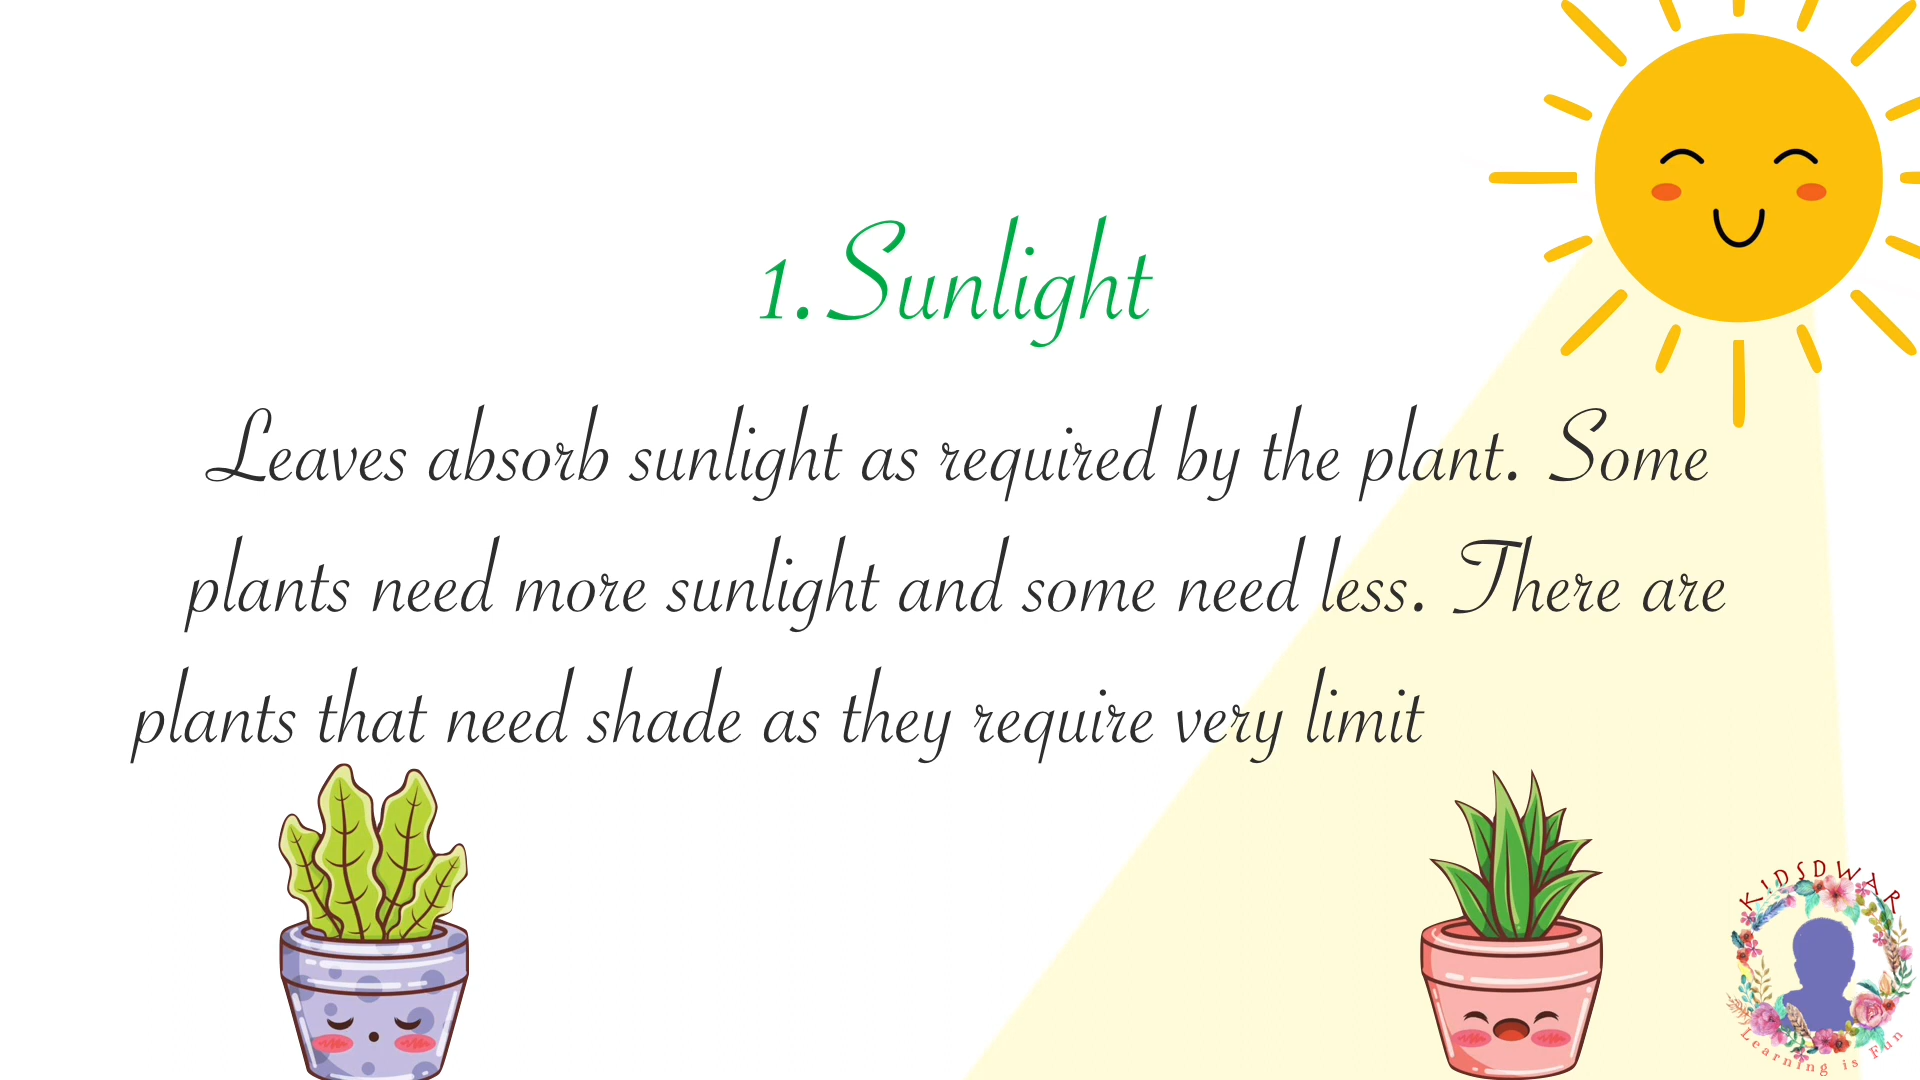 1. Sunlight
Leaves absorb sunlight as required by the plant. Some
plants need more sunlight and some need less. There are
plants that need shade as they require very limit
KIDSDWAR
Learning is Fun